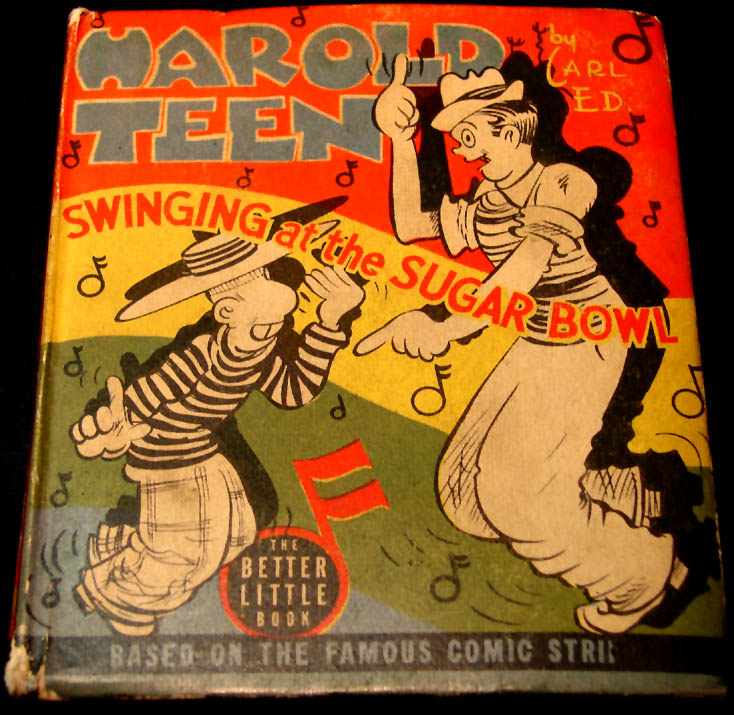 HAROLD
TEEN
by
CARL
ED.
SWINGING at the SUGAR BOWL
THE
BETTER
LITTLE
BOOK
BASED ON THE FAMOUS COMIC STRIP